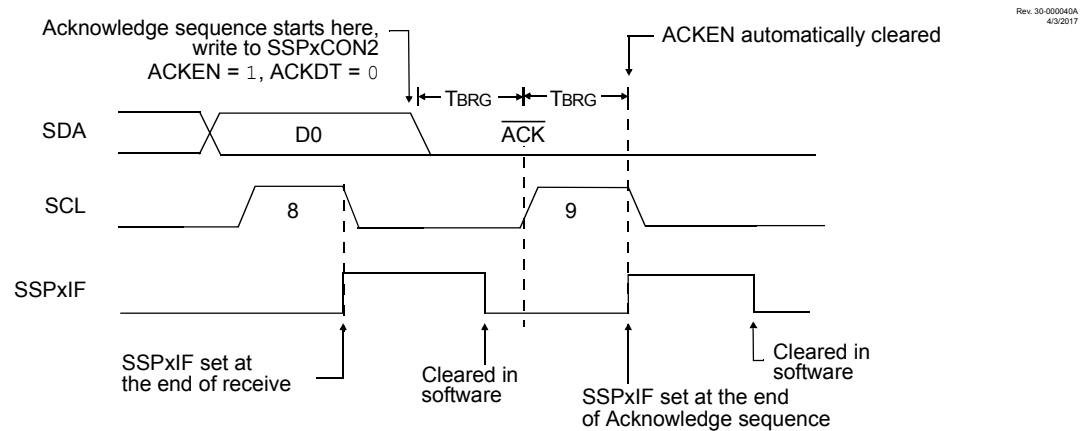 Rev. 30-000040A
4/3/2017
Acknowledge sequence starts here,
write to SSPxCON2
ACKEN = 1, ACKDT = 0
ACKEN automatically cleared
TBRG
TBRG
SDA
D0
ACK
SCL
8
9
SSPxIF
SSPxIF set at
the end of receive
Cleared in
software
SSPxIF set at the end
of Acknowledge sequence
Cleared in
software